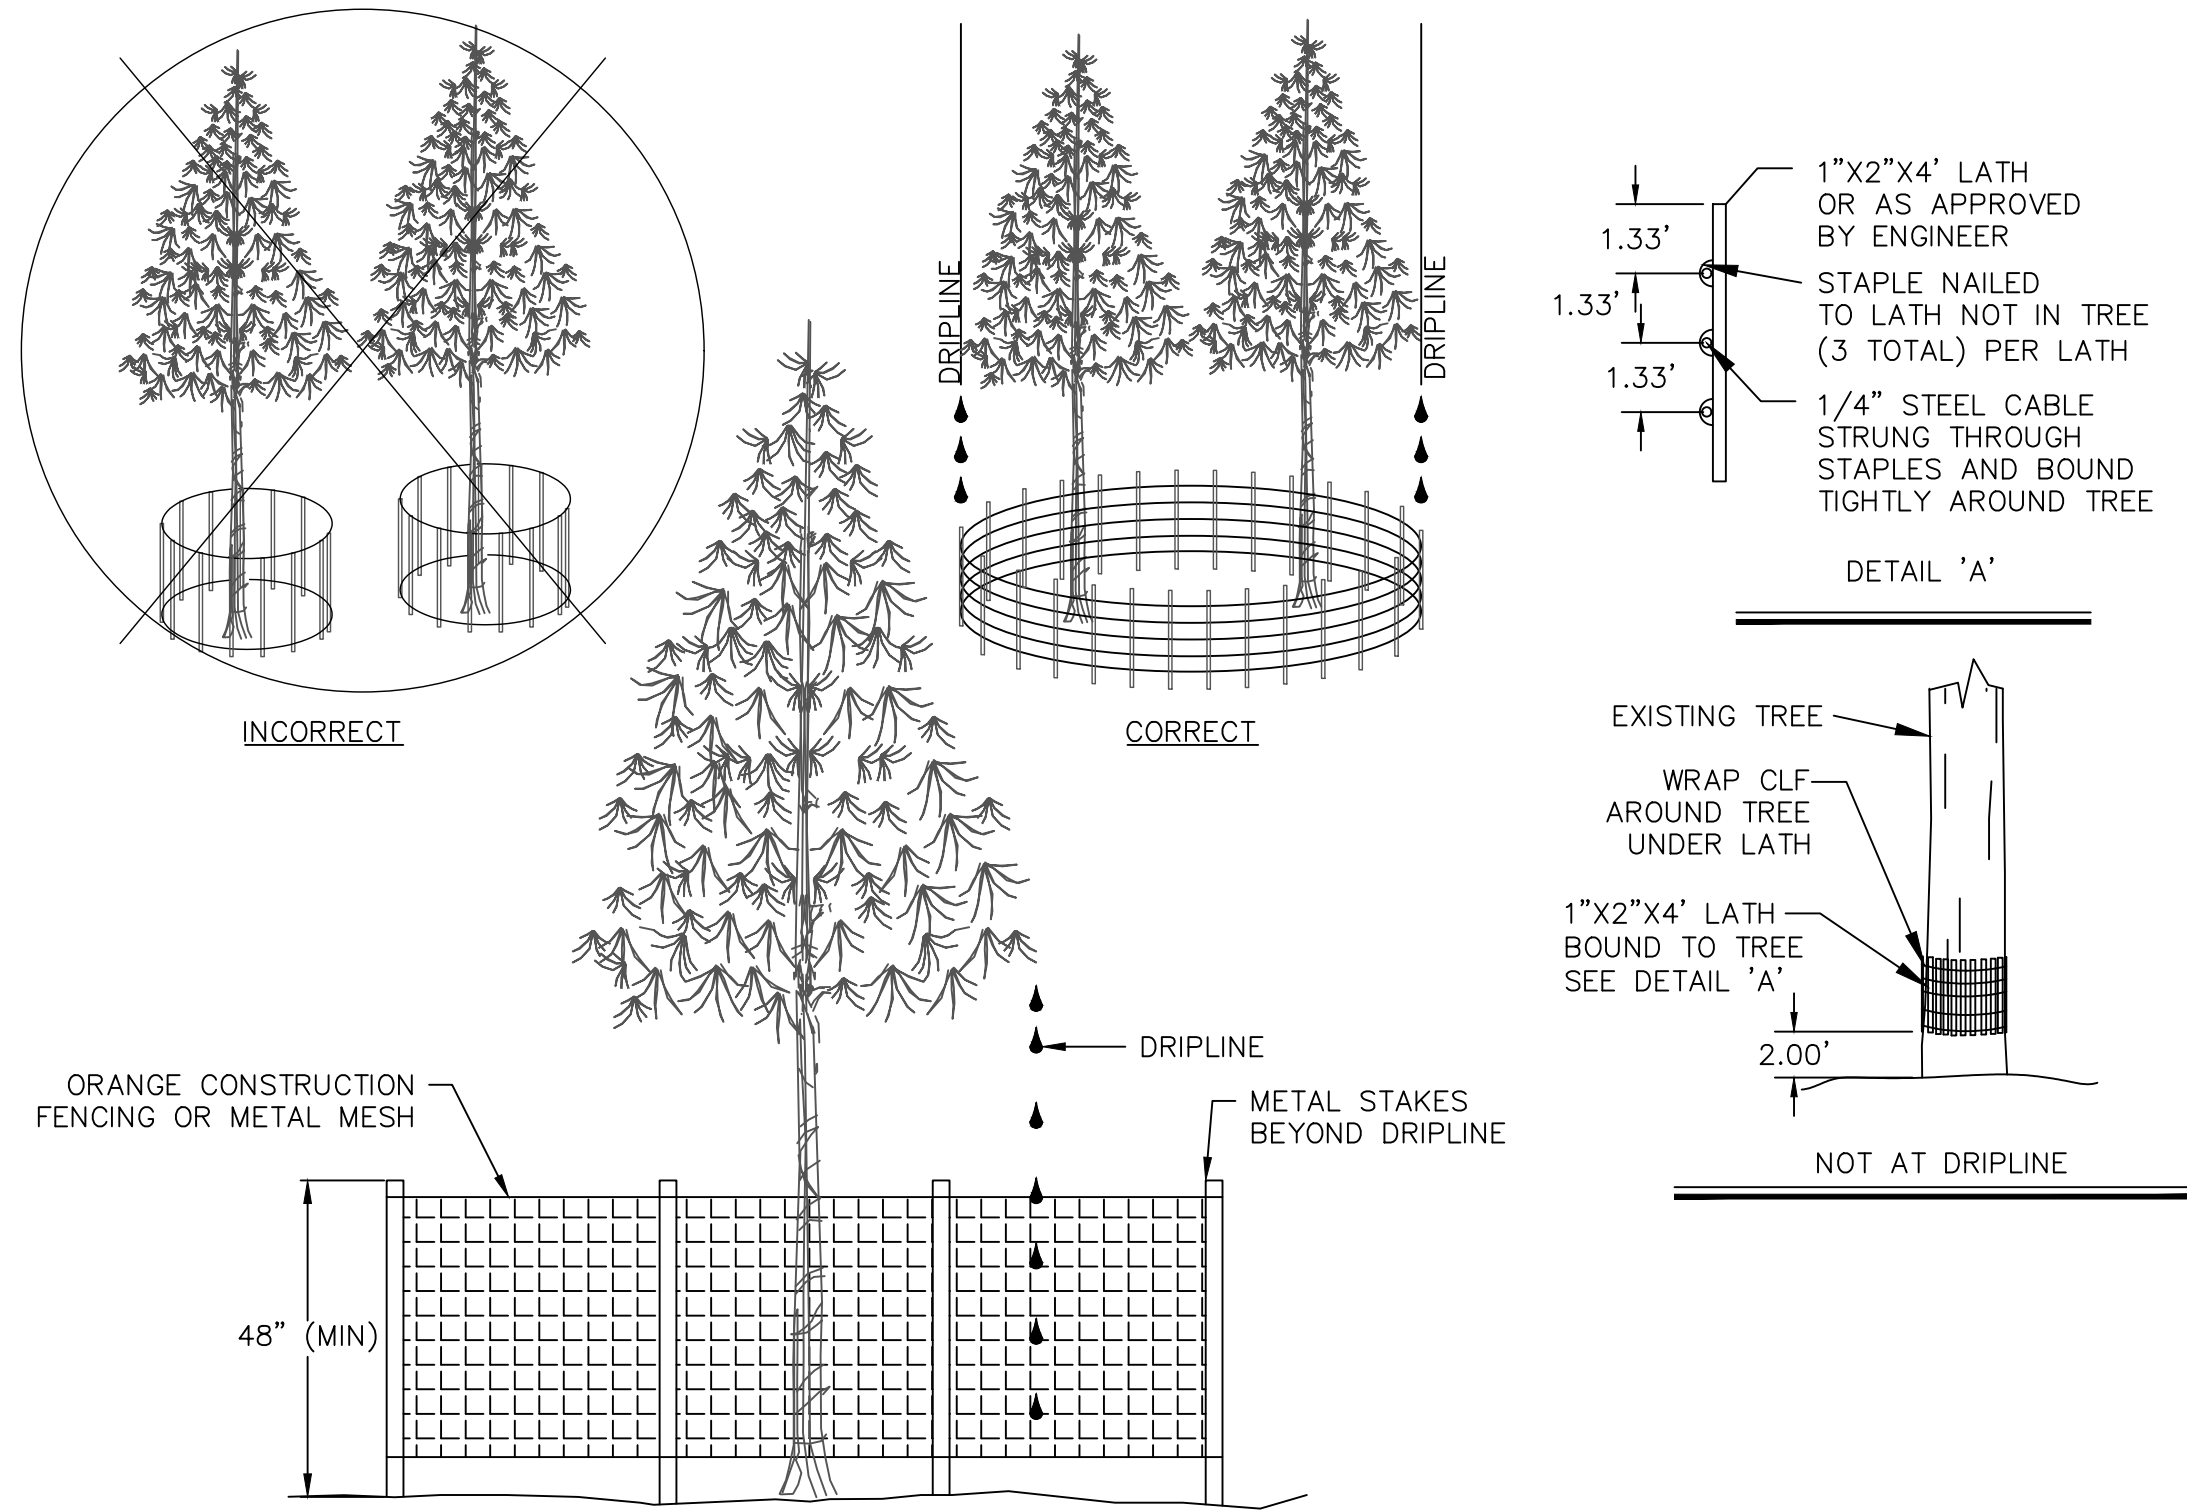 DRIPLINE
DRIPLINE
INCORRECT
CORRECT
1.33'
1.33'
1.33'
1”X2”X4’ LATH
OR AS APPROVED
BY ENGINEER
STAPLE NAILED
TO LATH NOT IN TREE
(3 TOTAL) PER LATH
1/4” STEEL CABLE
STRUNG THROUGH
STAPLES AND BOUND
TIGHTLY AROUND TREE
DETAIL ’A’
EXISTING TREE
WRAP CLF
AROUND TREE
UNDER LATH
1”X2”X4’ LATH
BOUND TO TREE
SEE DETAIL ’A’
2.00’
NOT AT DRIPLINE
DRIPLINE
ORANGE CONSTRUCTION
FENCING OR METAL MESH
METAL STAKES
BEYOND DRIPLINE
48” (MIN)